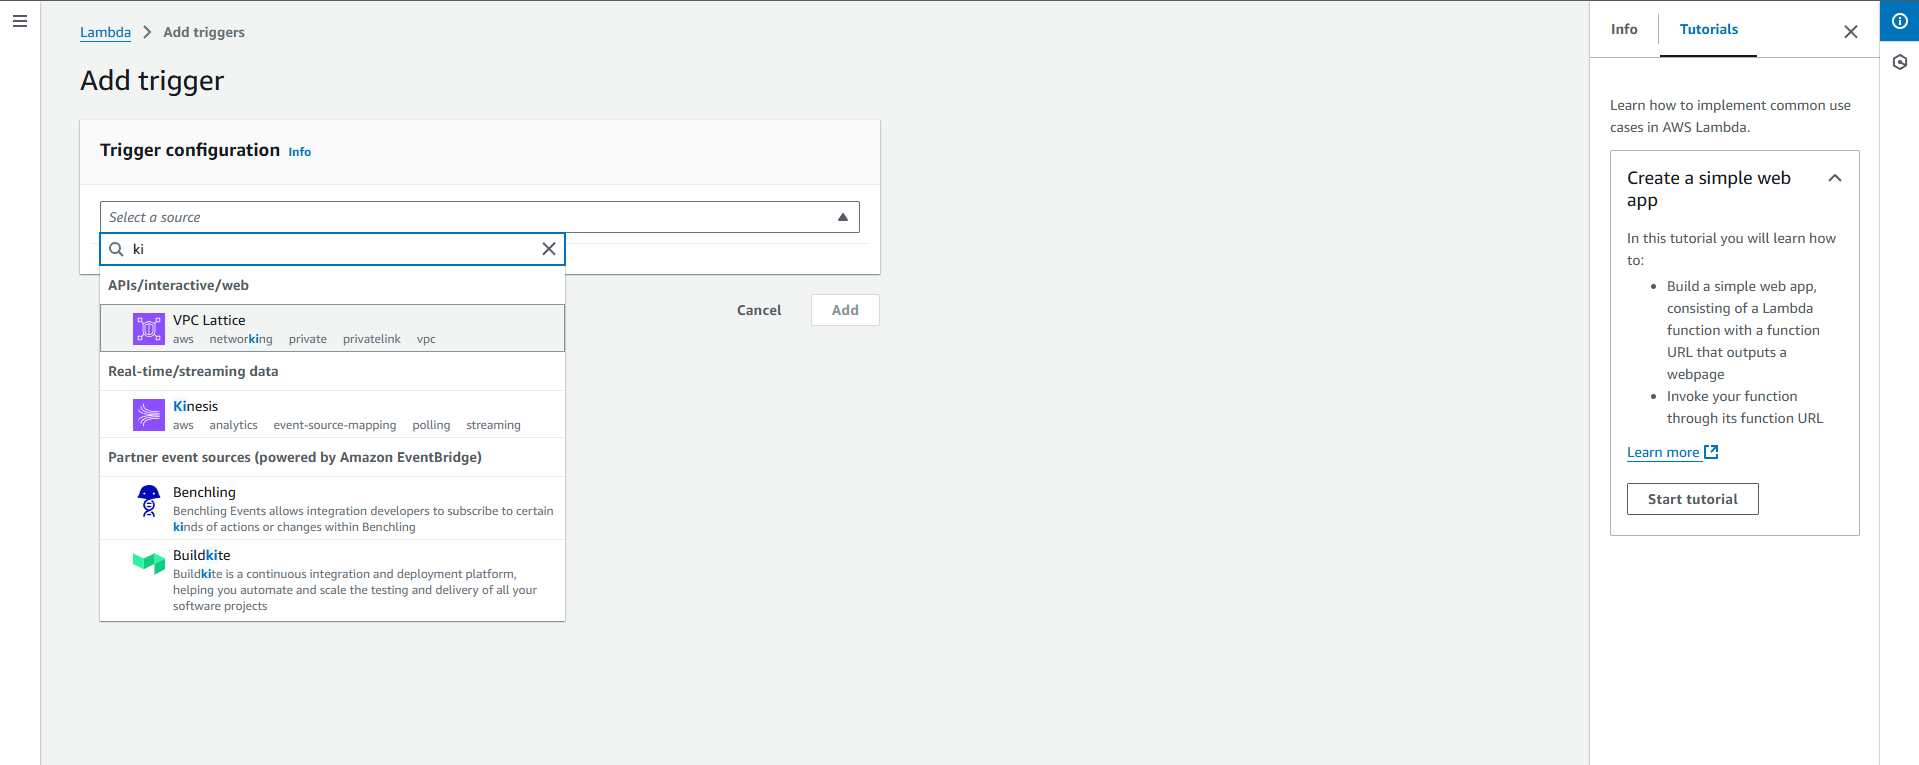 Lambda > Add triggers
Add trigger
Trigger configuration Info
Select a source
ki
APIs/interactive/web
VPC Lattice
aws networking private privatelink vpc
Real-time/streaming data
Kinesis
aws analytics event-source-mapping polling streaming
Partner event sources (powered by Amazon EventBridge)
Benchling
Benchling Events allows integration developers to subscribe to certain
kinds of actions or changes within Benchling
Buildkite
Buildkite is a continuous integration and deployment platform,
helping you automate and scale the testing and delivery of all your
software projects
Cancel Add
Info Tutorials
Learn how to implement common use
cases in AWS Lambda.
Create a simple web
app
In this tutorial you will learn how
to:
• Build a simple web app,
consisting of a Lambda
function with a function
URL that outputs a
webpage
• Invoke your function
through its function URL
Learn more
Start tutorial